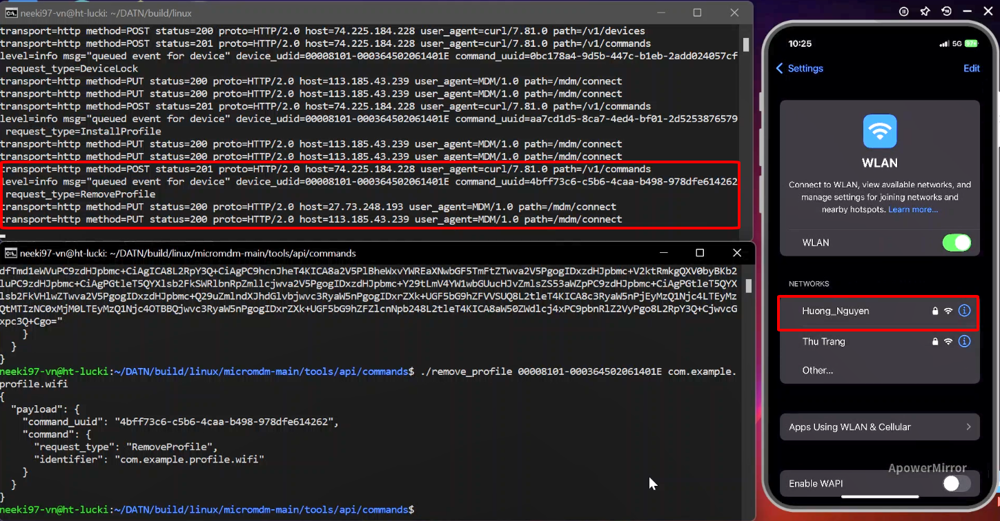 neeki97-vn@ht-lucki: ~/DATN/build/linux
transport=http method=POST status=200 proto=HTTP/2.0 host=74.225.184.228 user_agent=curl/7.81.0 path=/v1/devices
transport=http method=POST status=201 proto=HTTP/2.0 host=74.225.184.228 user_agent=curl/7.81.0 path=/v1/commands
level=info msg="queued event for device" device_udid=00008101-000364502061401E command_uuid=0bc178a4-9d5b-447c-b1eb-2add024057cf
request_type=DeviceLock
transport=http method=PUT status=200 proto=HTTP/2.0 host=113.185.43.239 user_agent=MDM/1.0 path=/mdm/connect
transport=http method=PUT status=200 proto=HTTP/2.0 host=113.185.43.239 user_agent=MDM/1.0 path=/mdm/connect
transport=http method=POST status=201 proto=HTTP/2.0 host=74.225.184.228 user_agent=curl/7.81.0 path=/v1/commands
level=info msg="queued event for device" device_udid=00008101-000364502061401E command_uuid=aa7cd1d5-8ca7-4ed4-bf01-2d5253876579
request_type=InstallProfile
transport=http method=PUT status=200 proto=HTTP/2.0 host=113.185.43.239 user_agent=MDM/1.0 path=/mdm/connect
transport=http method=PUT status=200 proto=HTTP/2.0 host=113.185.43.239 user_agent=MDM/1.0 path=/mdm/connect
transport=http method=POST status=201 proto=HTTP/2.0 host=74.225.184.228 user_agent=curl/7.81.0 path=/v1/commands
level=info msg="queued event for device" device_udid=00008101-000364502061401E command_uuid=4bff73c6-c5b6-4caa-b498-978dfe614262
request_type=RemoveProfile
transport=http method=PUT status=200 proto=HTTP/2.0 host=27.73.248.193 user_agent=MDM/1.0 path=/mdm/connect
transport=http method=PUT status=200 proto=HTTP/2.0 host=113.185.43.239 user_agent=MDM/1.0 path=/mdm/connect
neeki97-vn@ht-lucki: ~/DATN/build/linux/micromdm-main/tools/api/commands
dfTmd1eWVuPC9zdHJpbmc+CiAgICA8L2RpY3Q+CiAgPC9hcnJheT4KICA8a2V5PlBheWxvYWREaXNwbGF5TmFtZTwva2V5PgogIDxzdHJpbmc+V2ktRmkgQXV0byBKb2
luPC9zdHJpbmc+CiAgPGtleT5QYXlsb2FkSWRlbnRpZmllcjwva2V5PgogIDxzdHJpbmc+Y29tLmV4YW1wbGUucHJvZmlsZS53aWZpPC9zdHJpbmc+CiAgPGtleT5QYX
lsb2FkVHlwZTwva2V5PgogIDxzdHJpbmc+Q29uZmlndXJhdGlvbjwvc3RyaW5nPgogIDxrZXk+UGF5bG9hZFVVSUQ8L2tleT4KICA8c3RyaW5nPjEyMzQ1Njc4LTEyMz
QtMTIzNC0xMjM0LTEyMzQ1Njc4OTBBQjwvc3RyaW5nPgogIDxrZXk+UGF5bG9hZFZlcnNpb248L2tleT4KICA8aW50ZWdlcj4xPC9pbnRlZ2VyPgo8L2RpY3Q+CjwvcG
xpc3Q+Cgo="
}
}
}
neeki97-vn@ht-lucki:~/DATN/build/linux/micromdm-main/tools/api/commands$ ./remove_profile 00008101-000364502061401E com.example.
profile.wifi
{
"payload": {
"command_uuid": "4bff73c6-c5b6-4caa-b498-978dfe614262",
"command": {
"request_type": "RemoveProfile",
"identifier": "com.example.profile.wifi"
}
}
}
neeki97-vn@ht-lucki:~/DATN/build/linux/micromdm-main/tools/api/commands$
10:25
5G 97
Settings
Edit
WLAN
Connect to WLAN, view available networks, and
manage settings for joining networks and
nearby hotspots. Learn more...
WLAN
NETWORKS
Huong_Nguyen
Thu Trang
Other...
Apps Using WLAN & Cellular
ApowerMirror
Enable WAPI